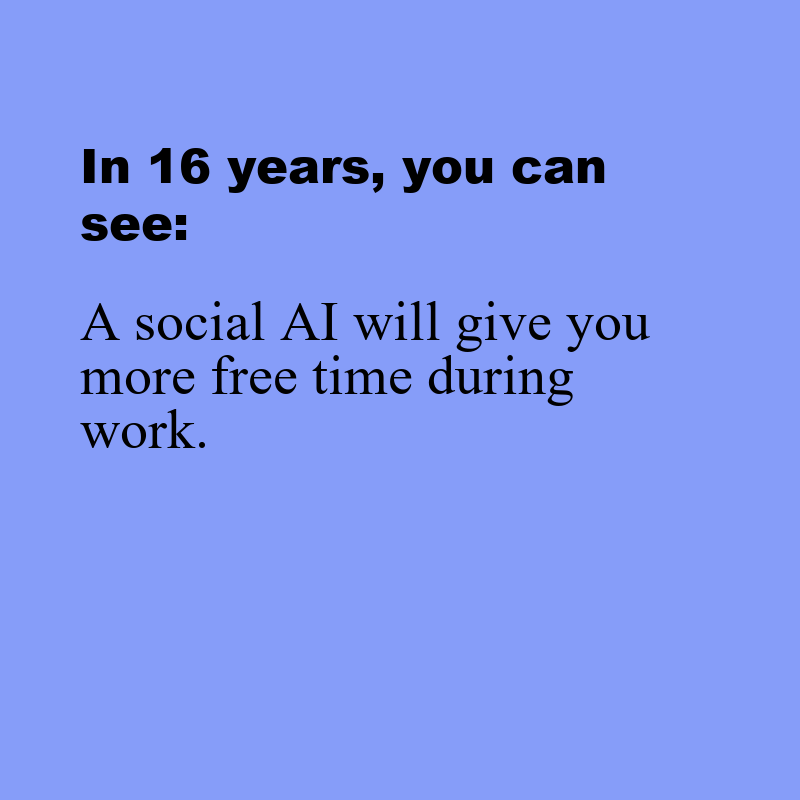 In 16 years, you can
see:
A social AI will give you
more free time during
work.